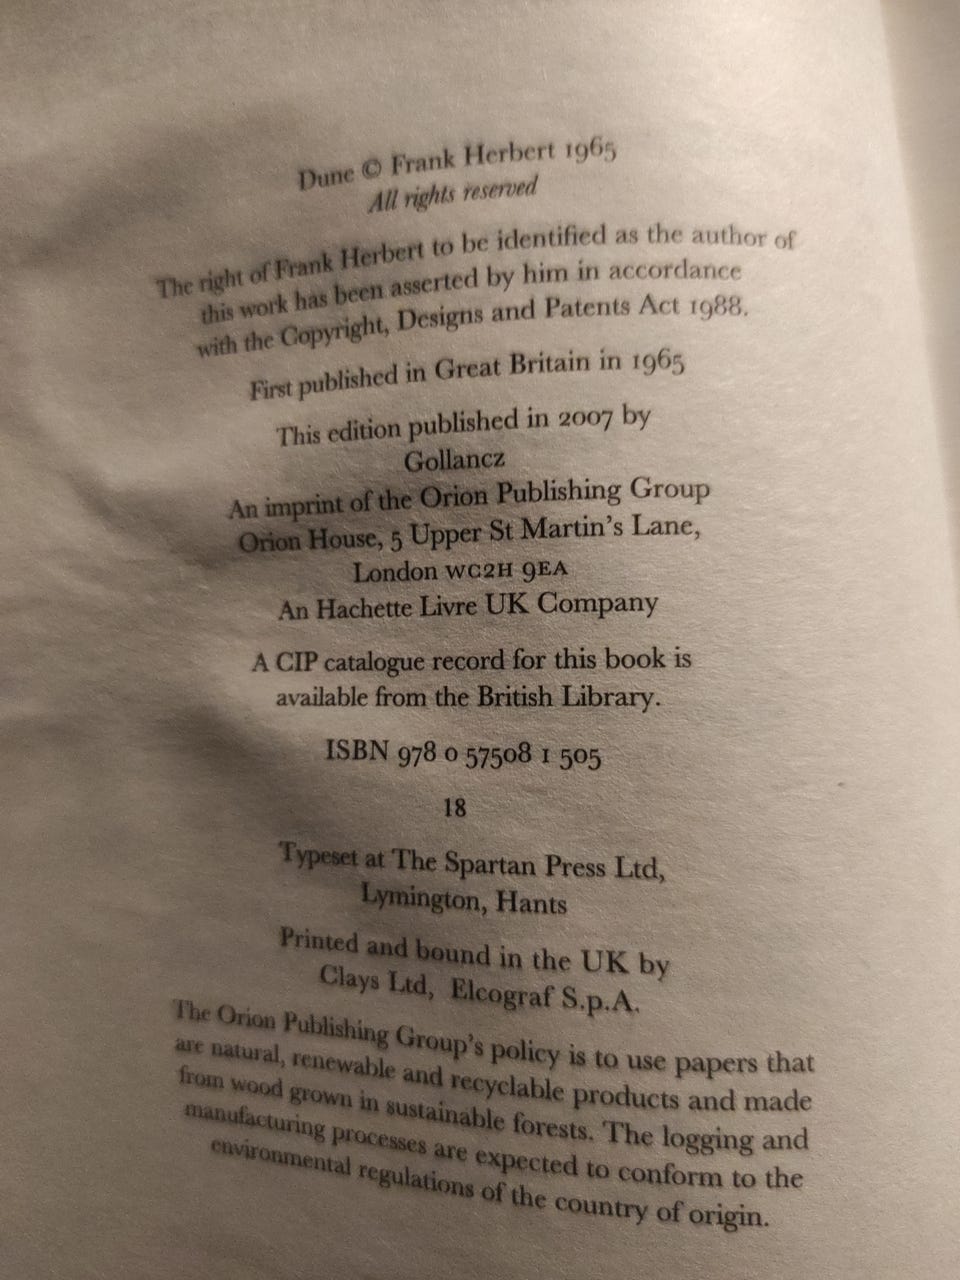 Dune © Frank Herbert 1965
All rights reserved
The right of Frank Herbert to be identified as the author of
this work has been asserted by him in accordance
with the Copyright, Designs and Patents Act 1988.
First published in Great Britain in 1965
This edition published in 2007 by
Gollancz
An imprint of the Orion Publishing Group
Orion House, 5 Upper St Martin's Lane,
London WC2H 9EA
An Hachette Livre UK Company
A CIP catalogue record for this book is
available from the British Library.
ISBN 978 0 57508 1 505
18
Typeset at The Spartan Press Ltd,
Lymington, Hants
Printed and bound in the UK by
Clays Ltd, Elcograf S.p.A.
The Orion Publishing Group's policy is to use papers that
are natural, renewable and recyclable products and made
from wood grown in sustainable forests. The logging and
manufacturing processes are expected to conform to the
environmental regulations of the country of origin.